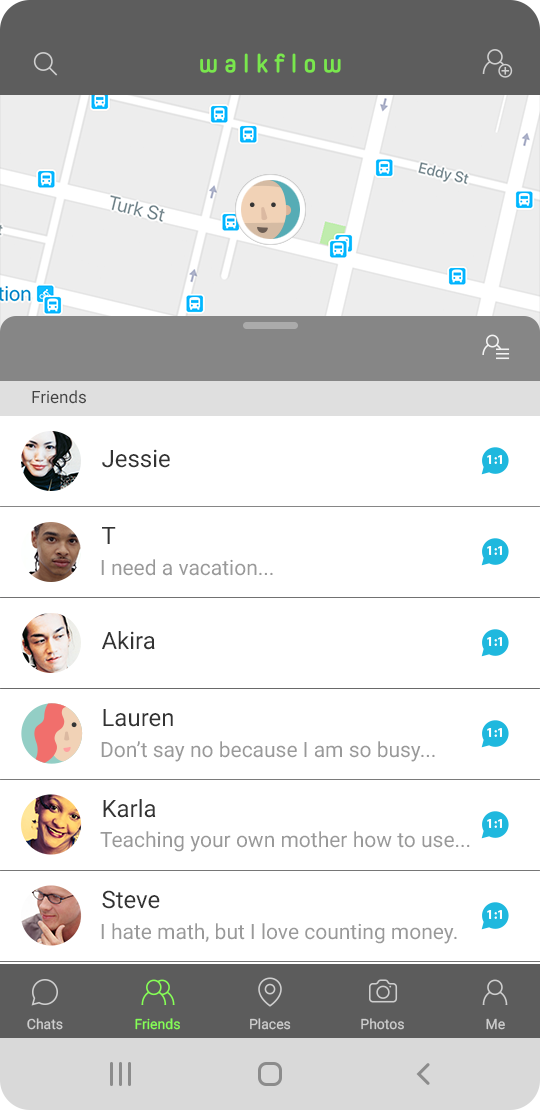 walkflow
Eddy St
Turk St
tion
Friends
Jessie
1:1
T
I need a vacation...
1:1
Akira
1:1
Lauren
Don’t say no because I am so busy...
1:1
Karla
Teaching your own mother how to use...
1:1
Steve
I hate math, but I love counting money.
1:1
Chats
Friends
Places
Photos
Me